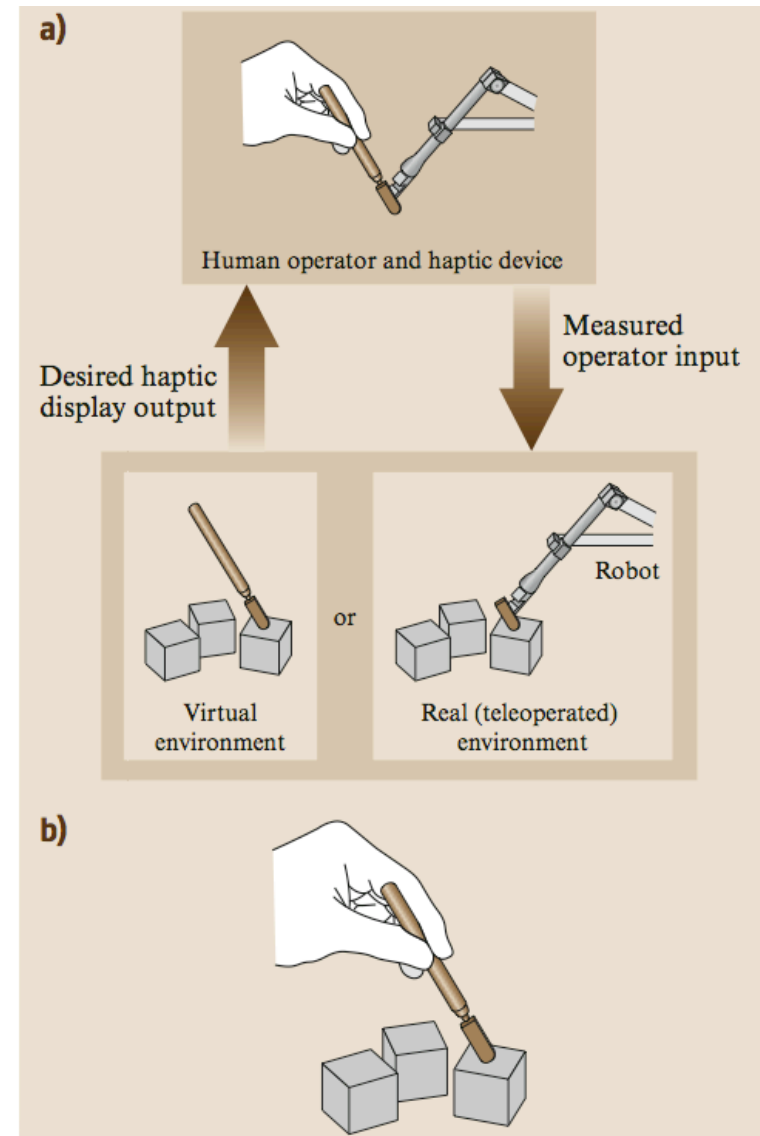 a)
Human operator and haptic device
Desired haptic
display output
Measured
operator input
Robot
or
Virtual
environment
Real (teleoperated)
environment
b)